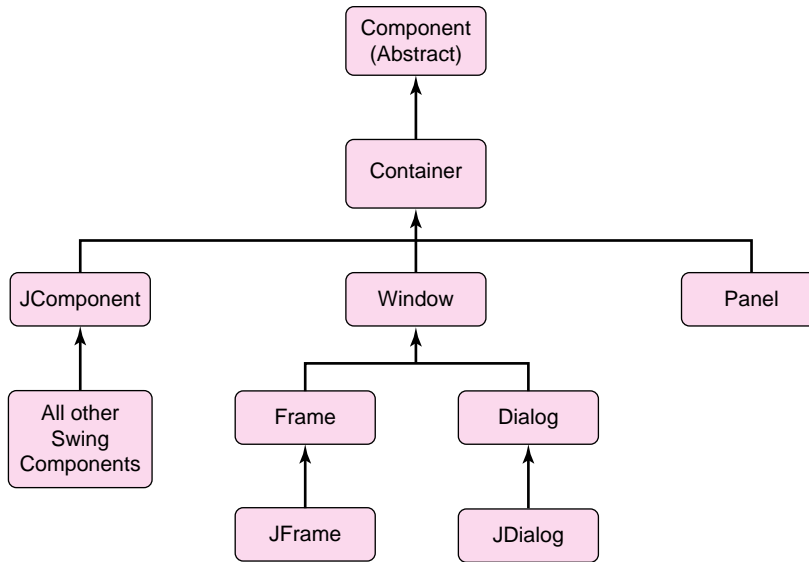 Component
(Abstract)
Container
JComponent
Window
Panel
All other
Swing
Components
Frame
Dialog
JFrame
JDialog